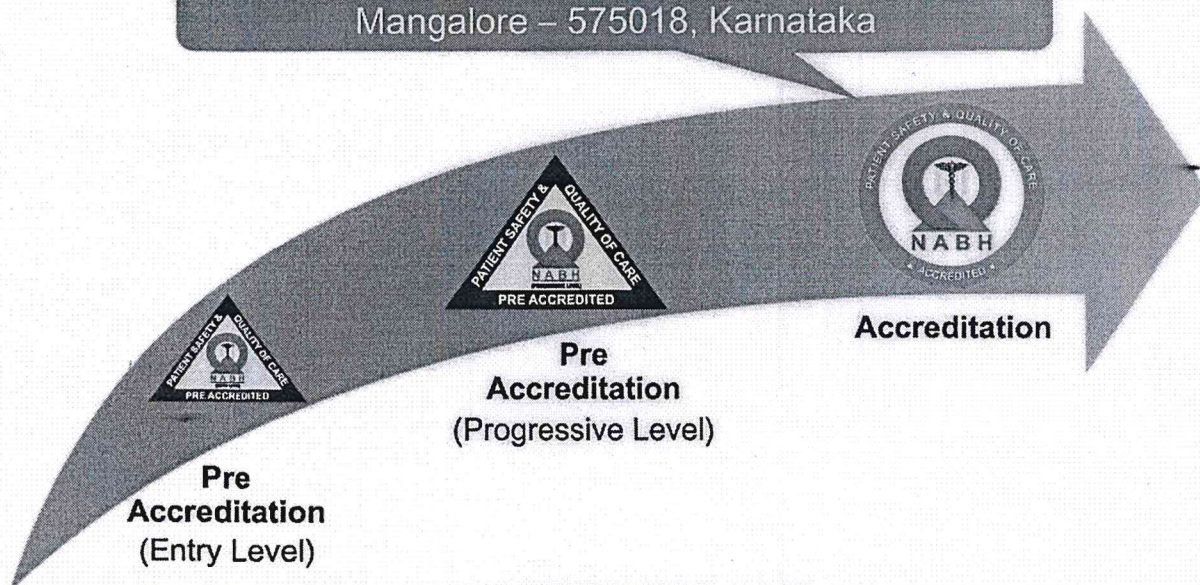 Mangalore – 575018, Karnataka
PATIENT SAFETY & QUALITY OF CARE
NABH
ACCREDITED
Accreditation
PATIENT SAFETY & QUALITY OF CARE
NABH
PRE ACCREDITED
Pre
Accreditation
(Progressive Level)
PATIENT SAFETY & QUALITY OF CARE
NABH
PRE ACCREDITED
Pre
Accreditation
(Entry Level)